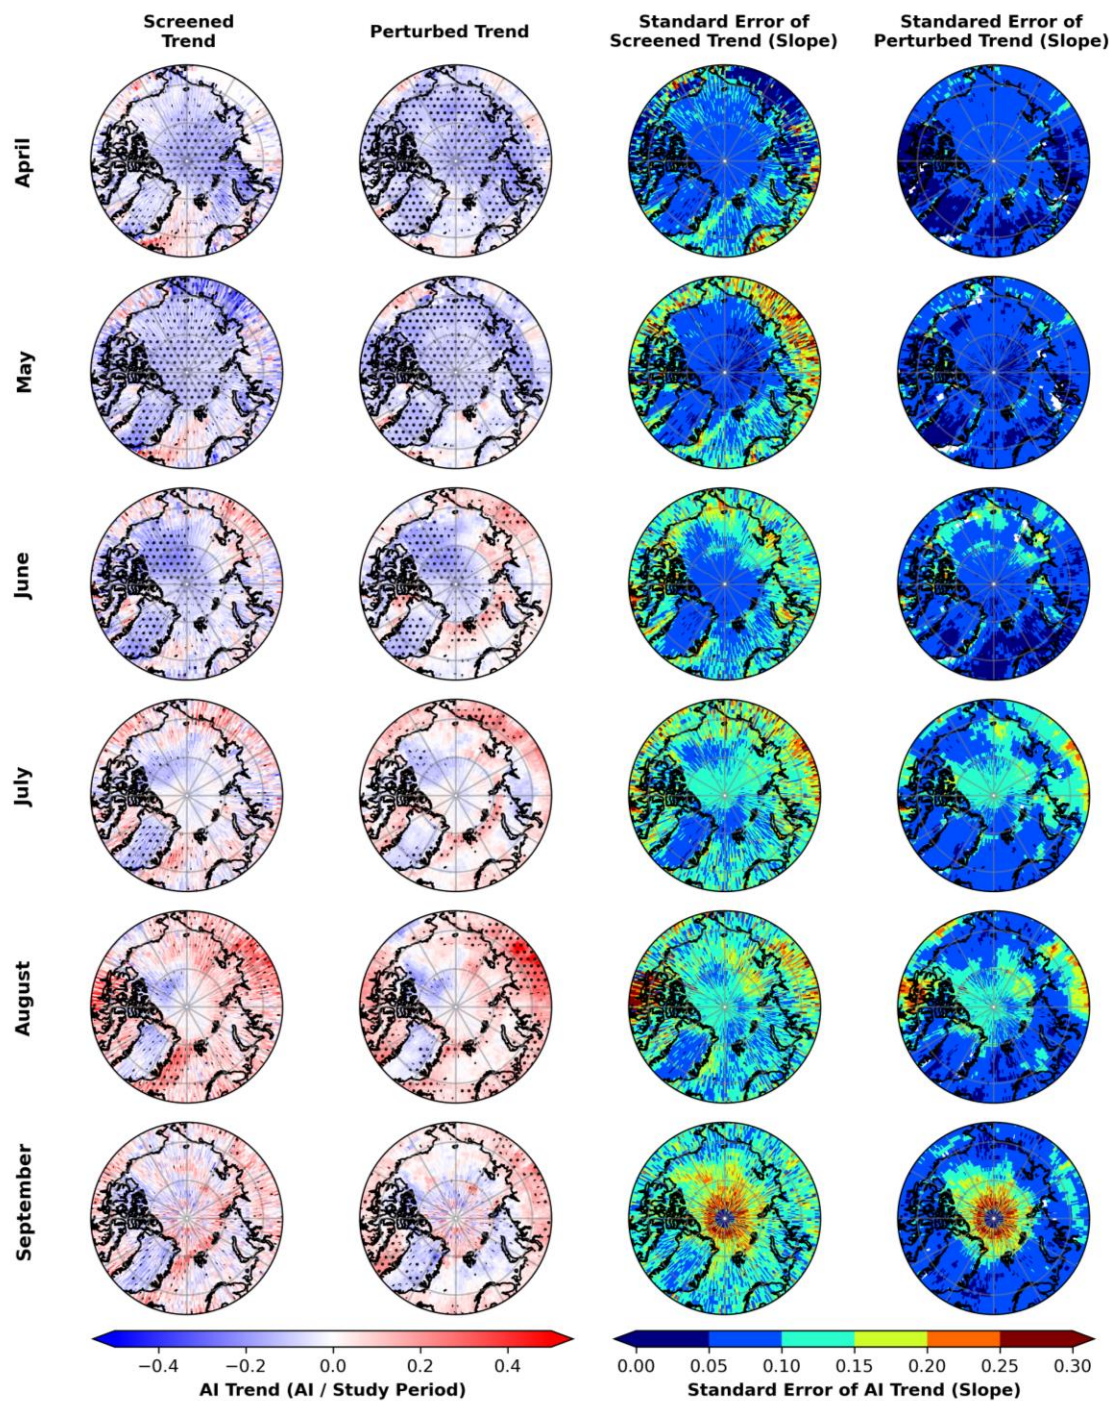 Screened
Trend
Perturbed Trend
Standard Error of
Screened Trend (Slope)
Standared Error of
Perturbed Trend (Slope)
April
May
June
July
August
September
−0.4 −0.2 0.0 0.2 0.4
AI Trend (AI / Study Period)
0.00 0.05 0.10 0.15 0.20 0.25 0.30
Standard Error of AI Trend (Slope)